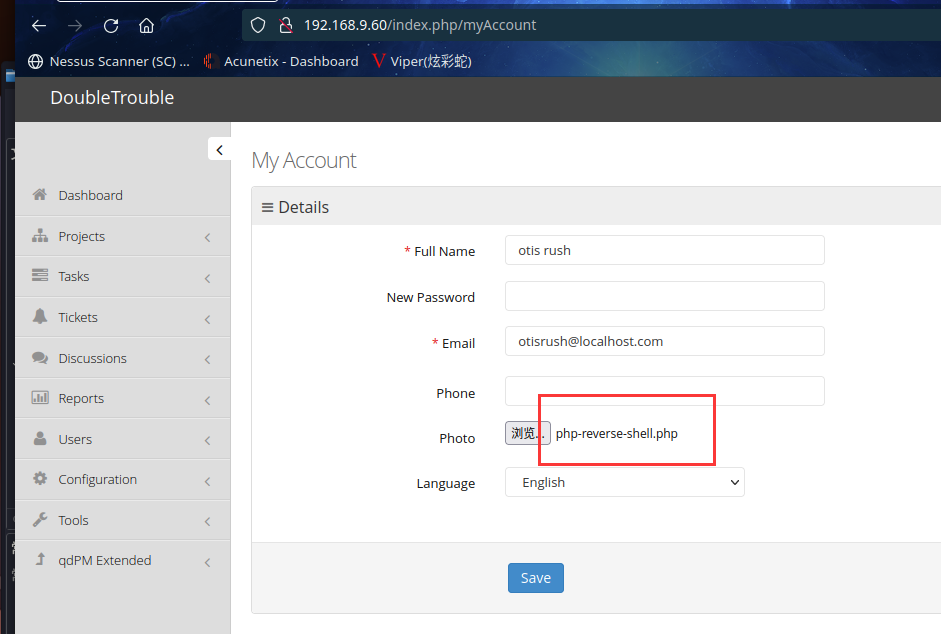 192.168.9.60/index.php/myAccount
Nessus Scanner (SC) ... Acunetix - Dashboard Viper(炫彩蛇)
DoubleTrouble
My Account
Dashboard
Details
Projects
* Full Name otis rush
Tasks
New Password
Tickets
* Email otisrush@localhost.com
Discussions
Phone
Reports
Photo 浏览… php-reverse-shell.php
Users
Language English
Configuration
Tools
qdPM Extended
Save